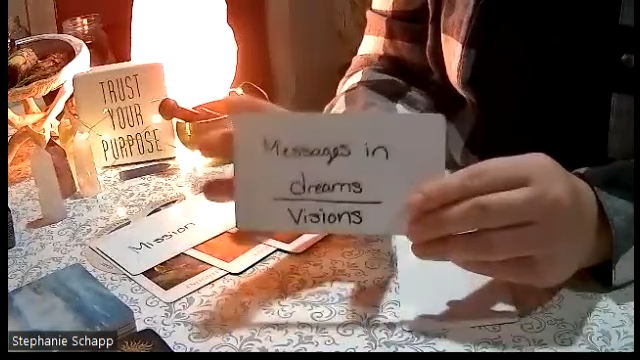 TRUST
YOUR
PURPOSE
Messages in
dreams
Visions
Mission
Stephanie Schapp